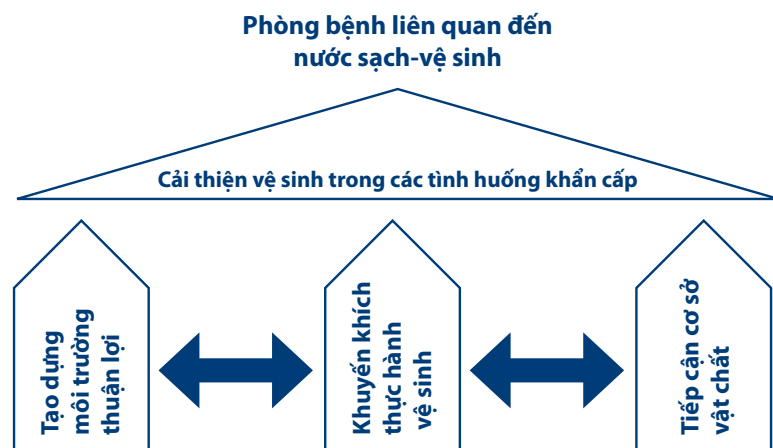 Phòng bệnh liên quan đến
nước sạch-vệ sinh
Cải thiện vệ sinh trong các tình huống khẩn cấp
Tạo dựng
môi trường
thuận lợi
Khuyến khích
thực hành
vệ sinh
Tiếp cận cơ sở
vật chất